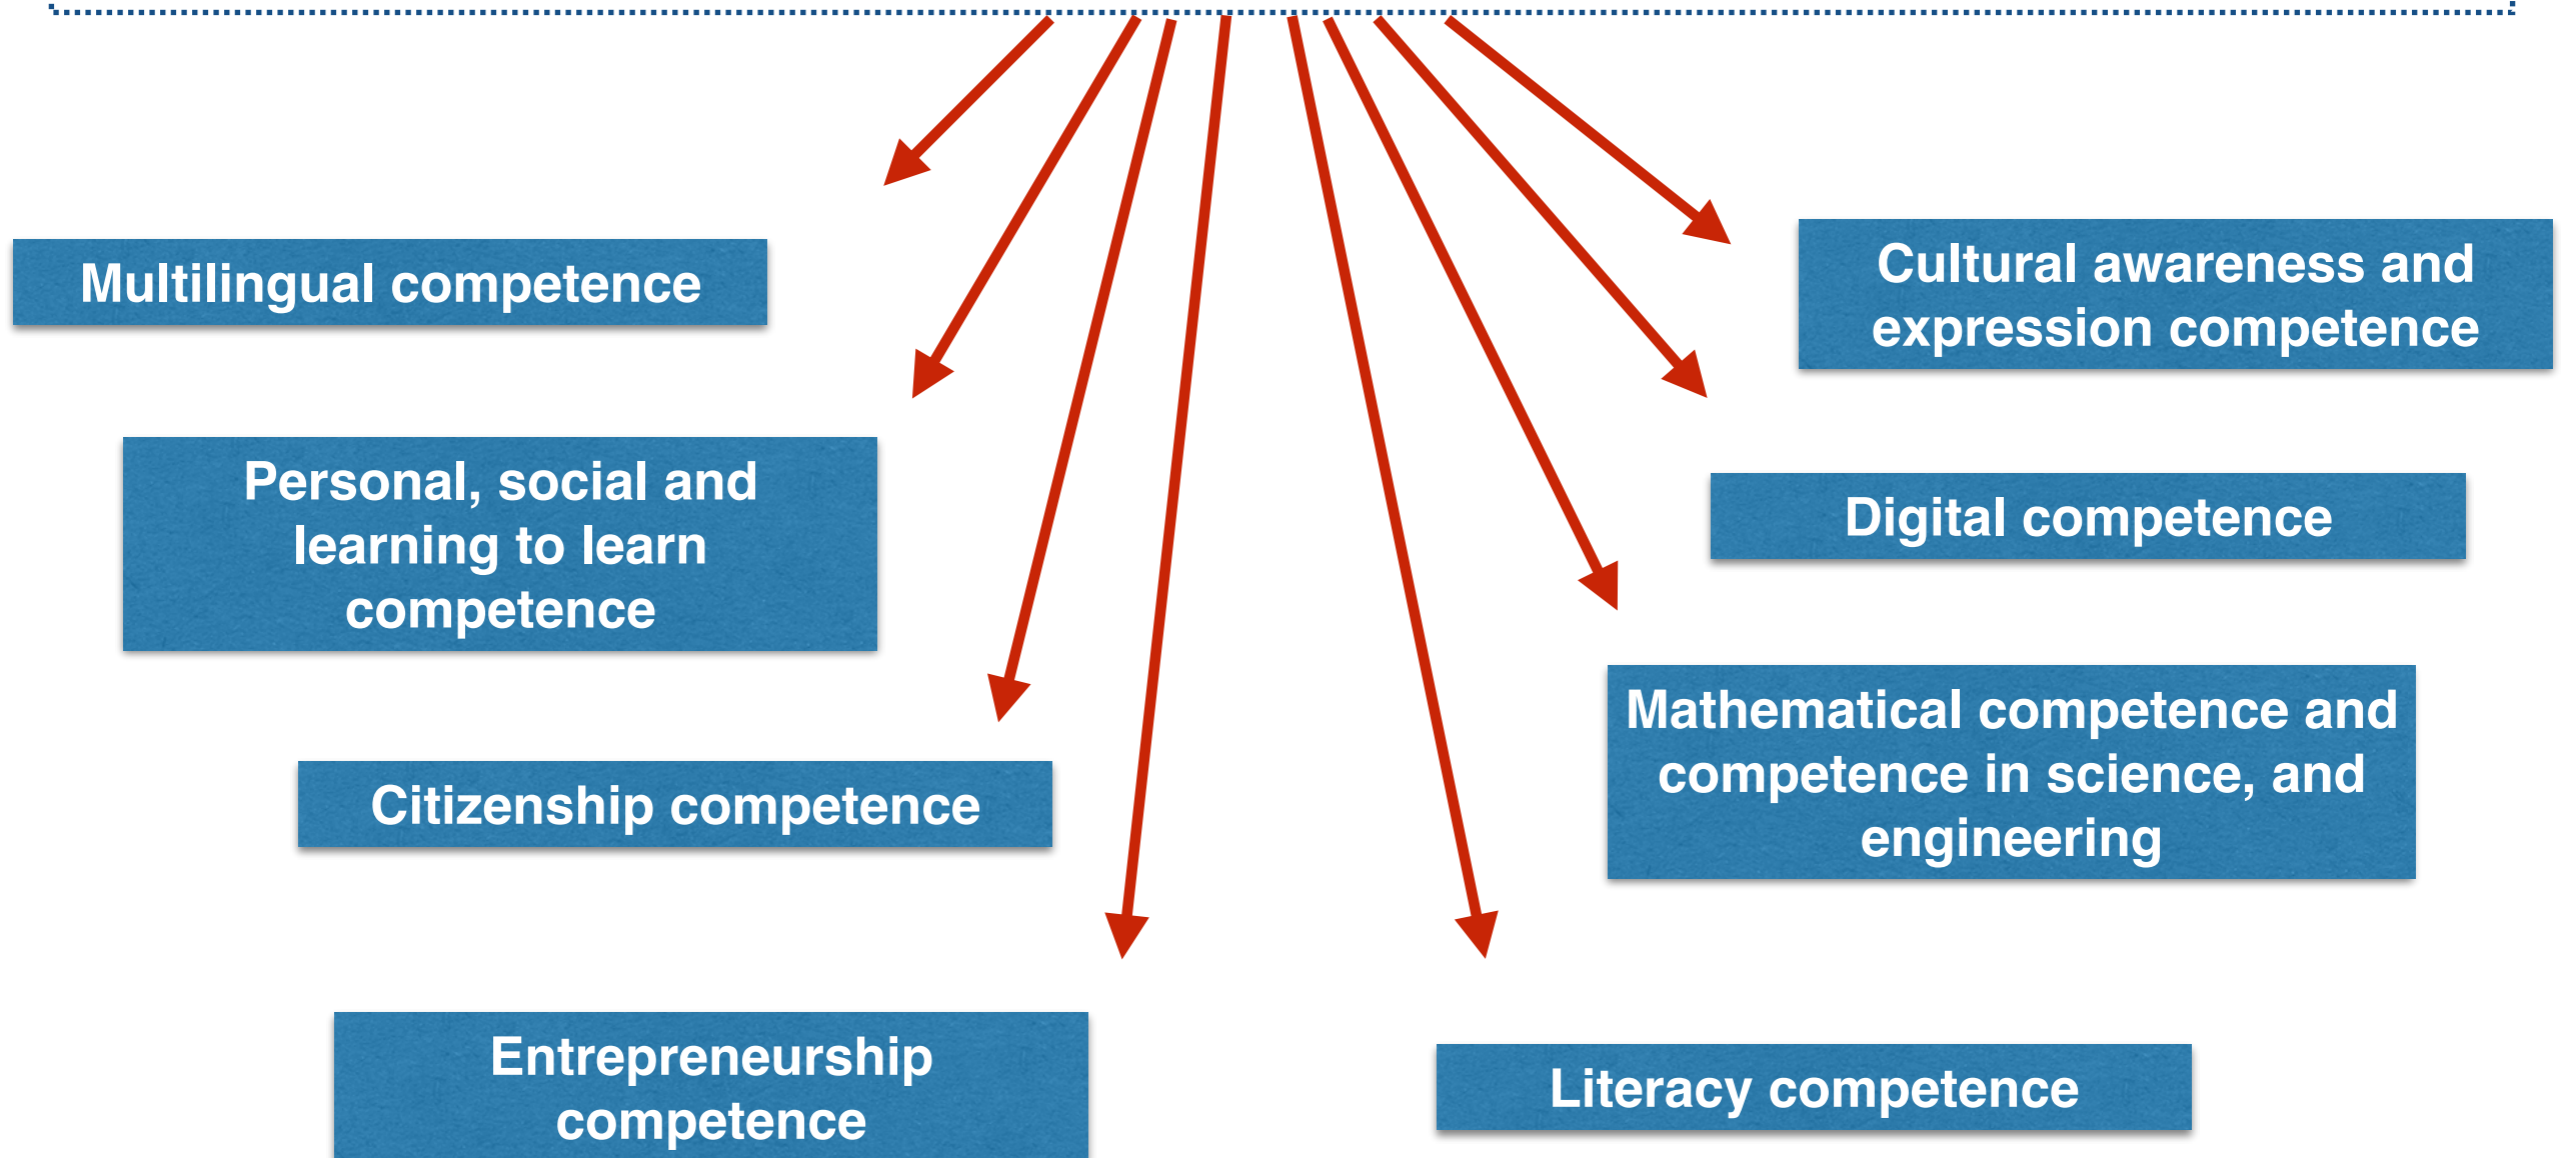 Multilingual competence
Cultural awareness and
expression competence
Personal, social and
learning to learn
competence
Digital competence
Citizenship competence
Mathematical competence and
competence in science, and
engineering
Entrepreneurship
competence
Literacy competence